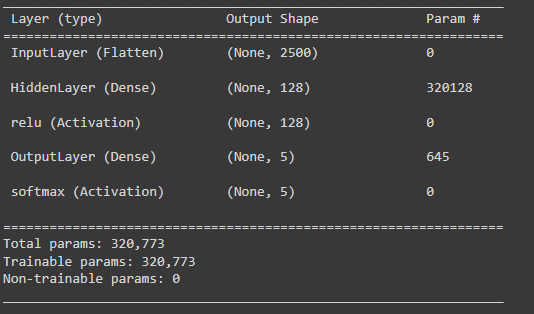 Layer (type) Output Shape Param #
=================================================================
InputLayer (Flatten) (None, 2500) 0
HiddenLayer (Dense) (None, 128) 320128
relu (Activation) (None, 128) 0
OutputLayer (Dense) (None, 5) 645
softmax (Activation) (None, 5) 0
=================================================================
Total params: 320,773
Trainable params: 320,773
Non-trainable params: 0